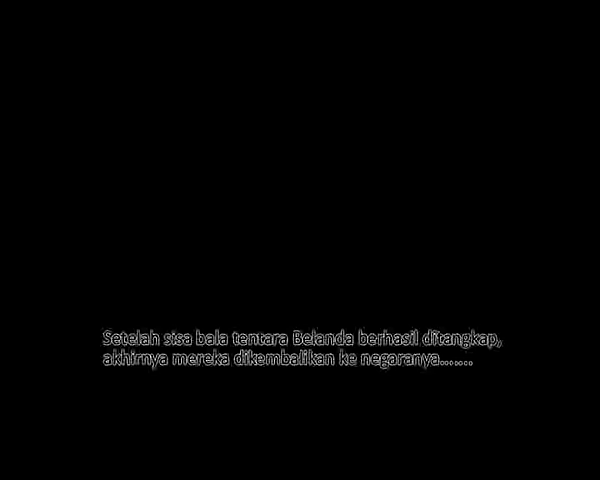 Setelah sisa bala tentara Belanda berhasil ditangkap,
akhirnya mereka dikembalikan ke negaranya.......